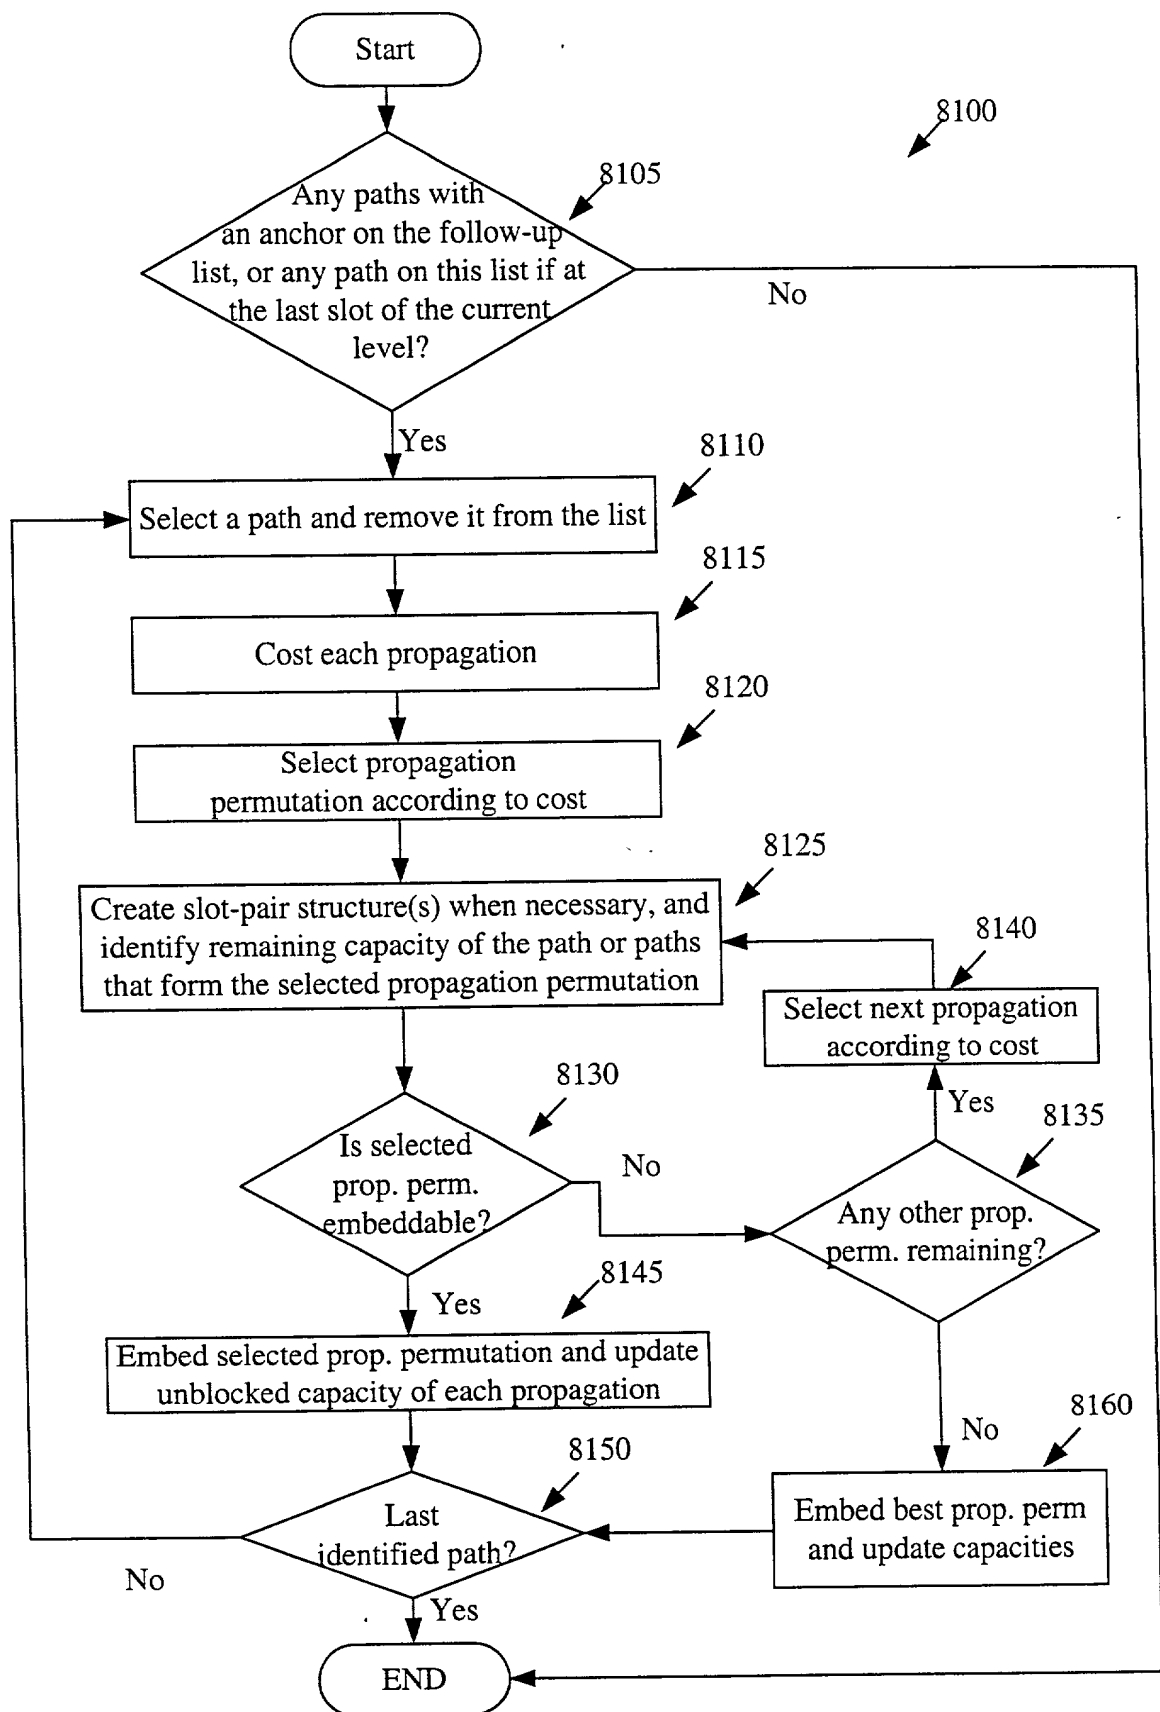 Start
8100
8105
Any paths with
an anchor on the follow-up
list, or any path on this list if at
the last slot of the current
level?
No
Yes
8110
Select a path and remove it from the list
8115
Cost each propagation
8120
Select propagation
permutation according to cost
8125
Create slot-pair structure(s) when necessary, and
identify remaining capacity of the path or paths
that form the selected propagation permutation
8140
Select next propagation
according to cost
8130
Is selected
prop. perm.
embeddable?
No
Yes
8135
Any other prop.
perm. remaining?
Yes
8145
Embed selected prop. permutation and update
unblocked capacity of each propagation
No
8160
Embed best prop. perm
and update capacities
8150
Last
identified path?
No
Yes
END